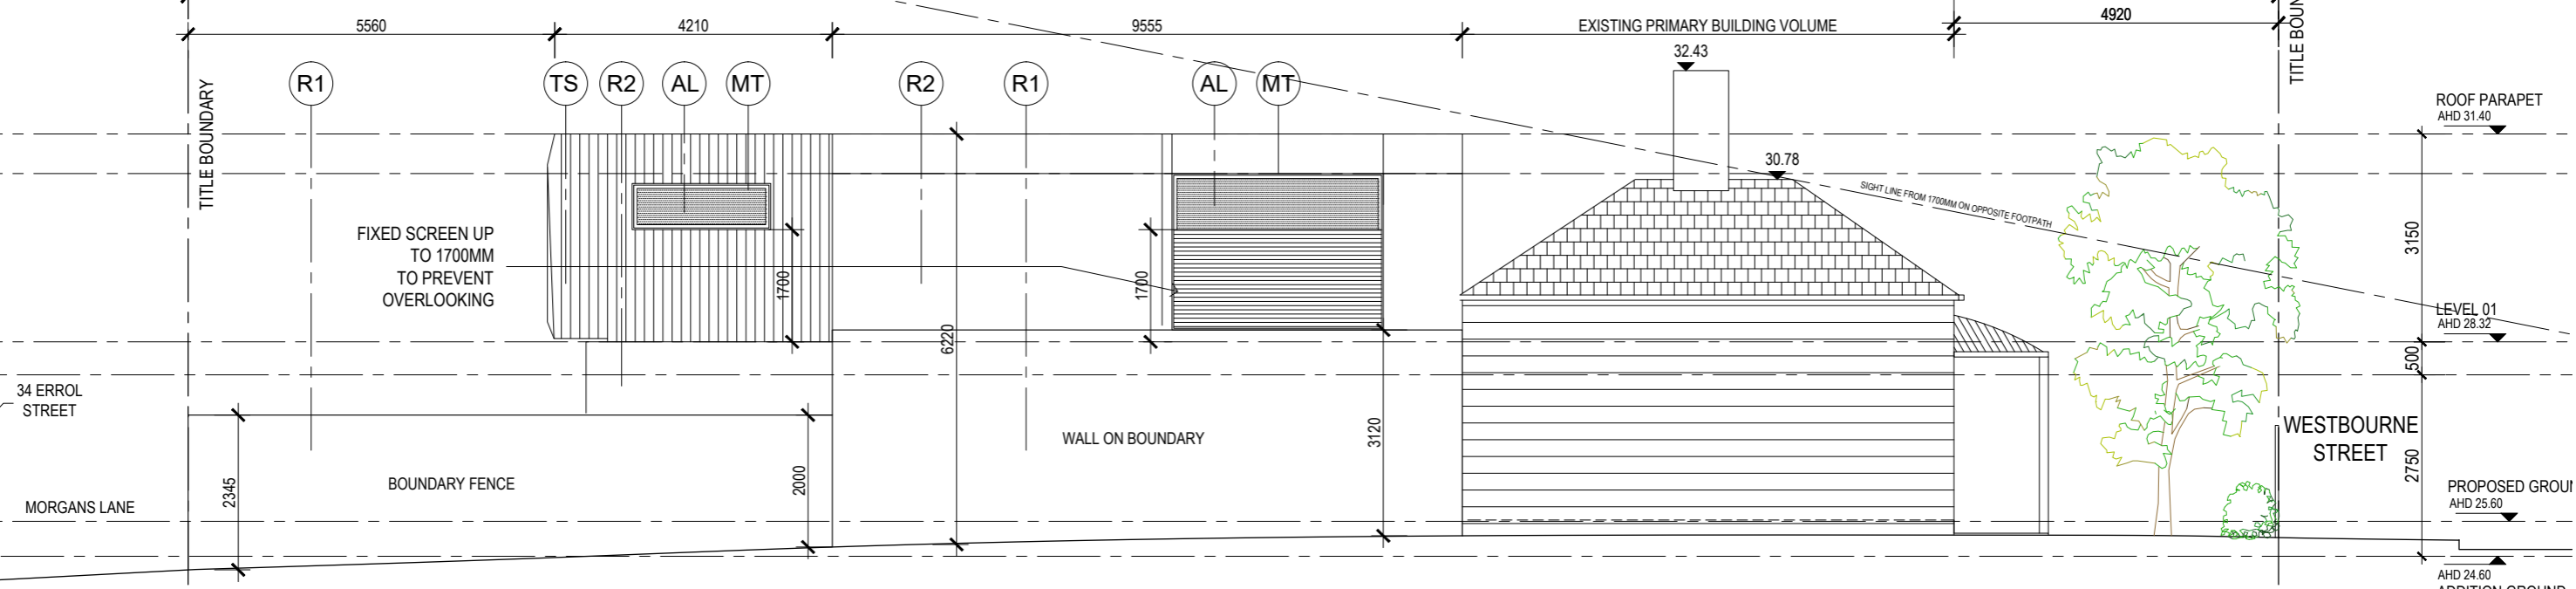 5560
4210
9555
EXISTING PRIMARY BUILDING VOLUME
4920
TITLE BOUN
32.43
R1
TS
R2
AL
MT
R2
R1
AL
MT
TITLE BOUNDARY
ROOF PARAPET
AHD 31.40
30.78
SIGHT LINE FROM 1700MM ON OPPOSITE FOOTPATH
FIXED SCREEN UP
TO 1700MM
TO PREVENT
OVERLOOKING
1700
1700
3150
6220
LEVEL 01
AHD 28.32
500
34 ERROL
STREET
WESTBOURNE
STREET
WALL ON BOUNDARY
3120
2750
BOUNDARY FENCE
2345
2000
MORGANS LANE
PROPOSED GROUN
AHD 25.60
AHD 24.60
ADDITION GROUND